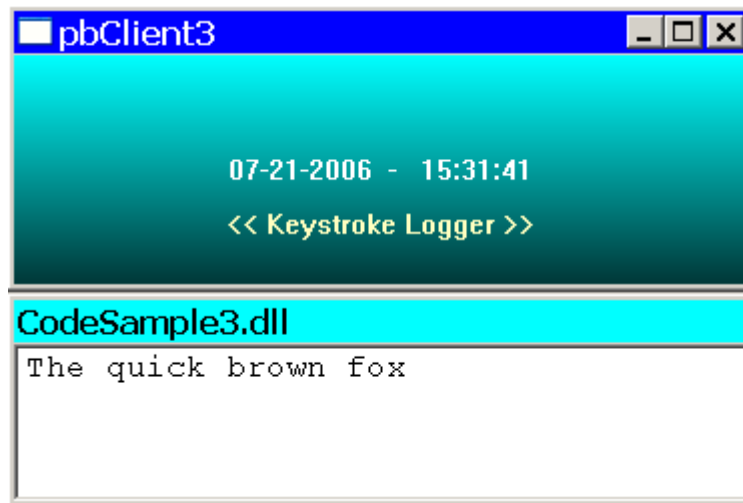 pbClient3
07-21-2006 - 15:31:41
<< Keystroke Logger >>
CodeSample3.dll
The quick brown fox